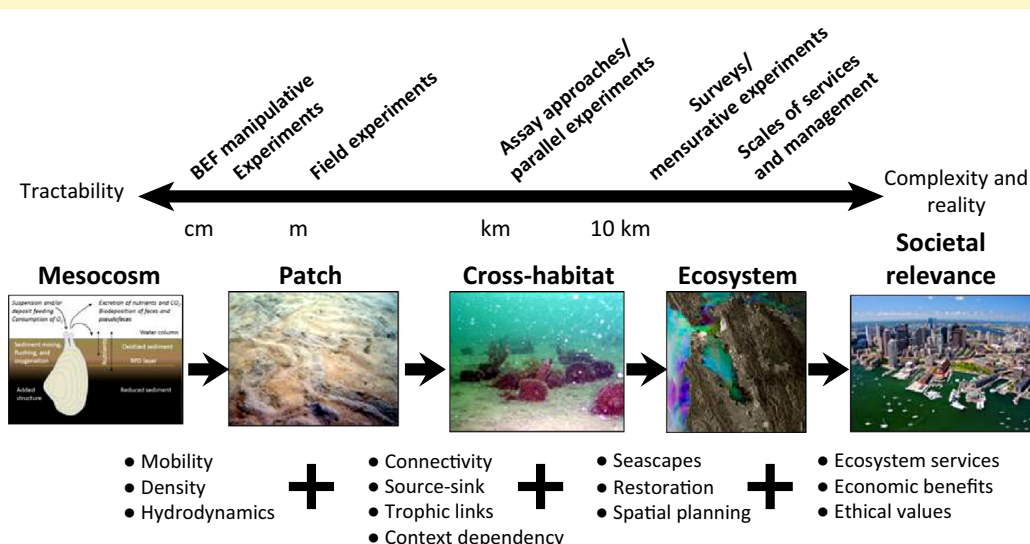 BEF manipulative
Experiments
Field experiments
Assay approaches/
parallel experiments
Surveys/
mensurative experiments
Scales of services
and management
Tractability
Complexity and
reality
cm
m
km
10 km
Mesocosm
Patch
Cross-habitat
Ecosystem
Societal
relevance
Suspension and/or
deposit feeding
Consumption of O₂
Excretion of nutrients and CO₂
Biodeposition of feces and
pseudofeces
Water column
Sediment mixing,
flushing, and
oxygenation
Oxidised sediment
RPD layer
Added
structure
Reduced sediment
● Mobility
● Density
● Hydrodynamics
+
● Connectivity
● Source-sink
● Trophic links
● Context dependency
+
● Seascapes
● Restoration
● Spatial planning
+
● Ecosystem services
● Economic benefits
● Ethical values